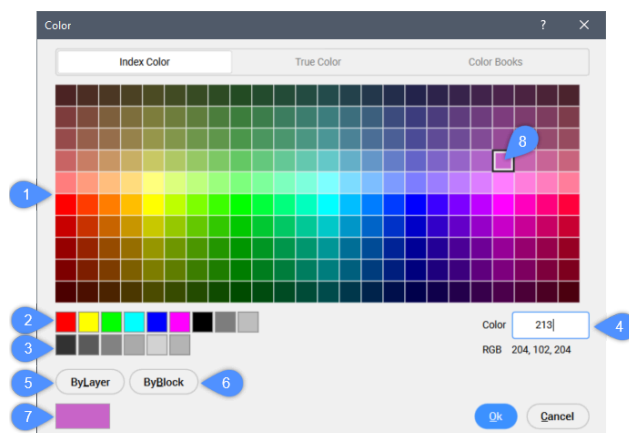 Color ?
Index Color True Color Color Books
8
1
2
Color 213
4
3
RGB 204, 102, 204
5 ByLayer ByBlock 6
7
Ok Cancel